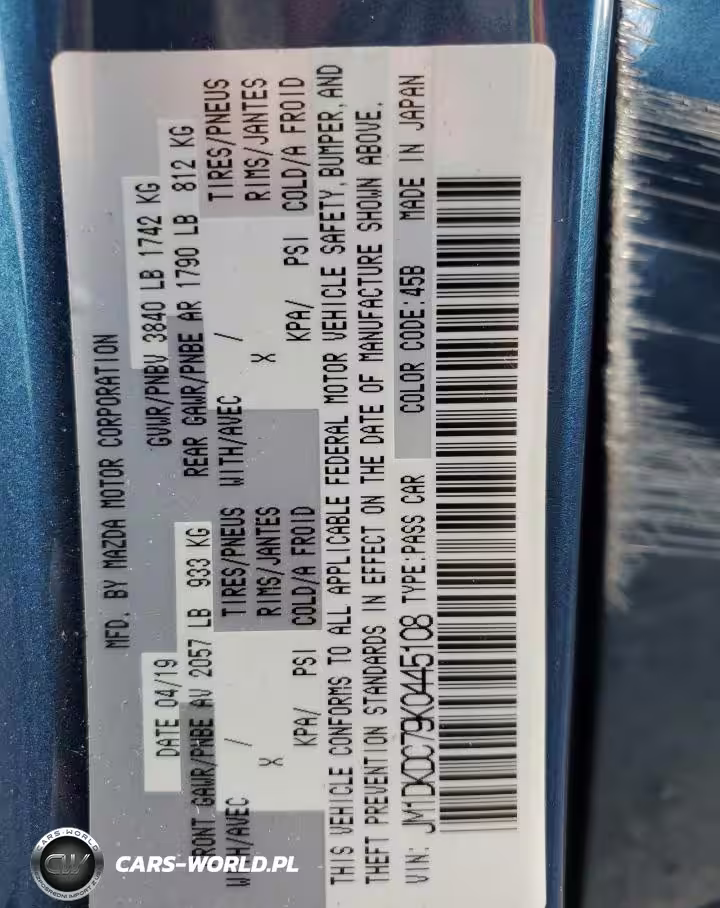 MFD. BY MAZDA MOTOR CORPORATION
DATE 04/19 GVWR/PNBV 3840 LB 1742 KG
FRONT GAWR/PNBE AV 2057 LB 933 KG REAR GAWR/PNBE AR 1790 LB 812 KG
WITH/AVEC / TIRES/PNEUS WITH/AVEC / TIRES/PNEUS
X RIMS/JANTES X RIMS/JANTES
KPA/ PSI COLD/A FROID KPA/ PSI COLD/A FROID
THIS VEHICLE CONFORMS TO ALL APPLICABLE FEDERAL MOTOR VEHICLE SAFETY, BUMPER, AND
THEFT PREVENTION STANDARDS IN EFFECT ON THE DATE OF MANUFACTURE SHOWN ABOVE.
VIN: JM1DKDC79K0445108 TYPE:PASS CAR COLOR CODE:45B MADE IN JAPAN
CARS-WORLD
CW
CARS-WORLD.PL